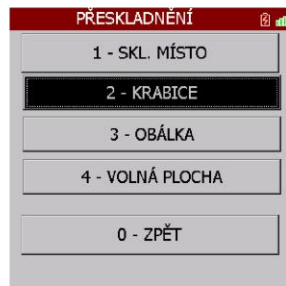 PŘESKLADNĚNÍ
1 - SKL. MÍSTO
2 - KRABICE
3 - OBÁLKA
4 - VOLNÁ PLOCHA
0 - ZPĚT